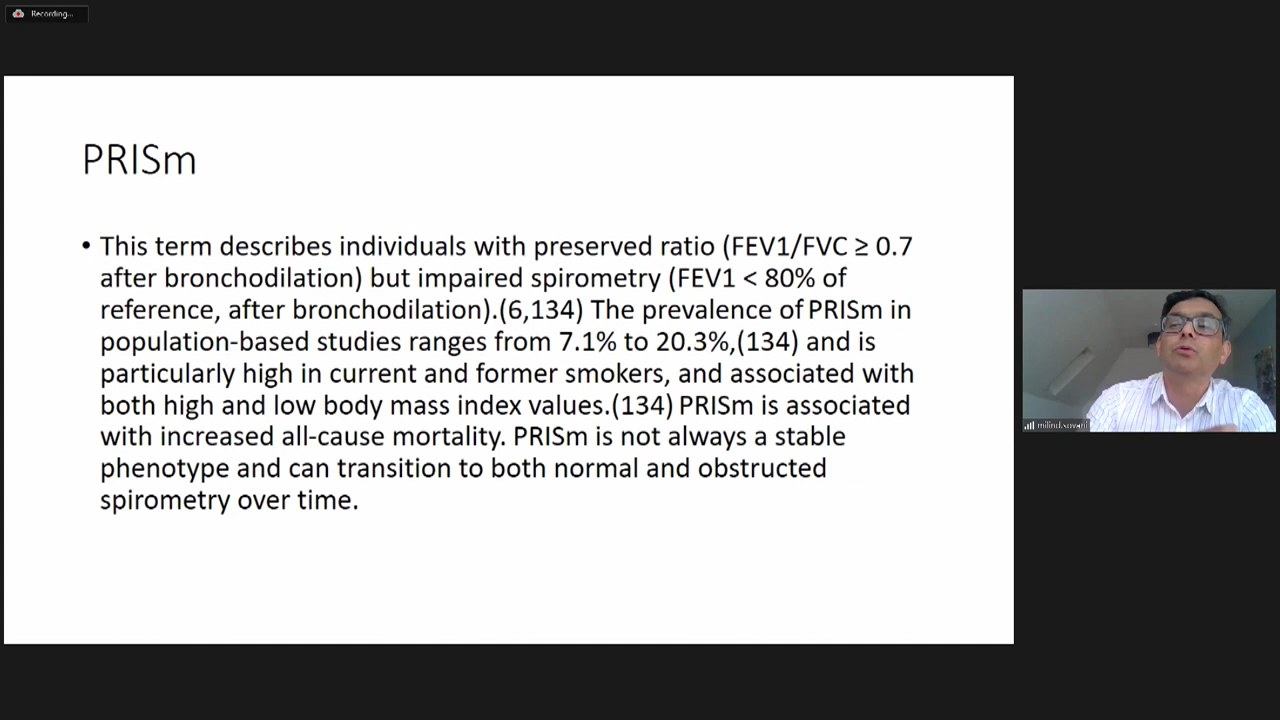 Recording...
PRISm
• This term describes individuals with preserved ratio (FEV1/FVC ≥ 0.7
after bronchodilation) but impaired spirometry (FEV1 < 80% of
reference, after bronchodilation).(6,134) The prevalence of PRISm in
population-based studies ranges from 7.1% to 20.3%,(134) and is
particularly high in current and former smokers, and associated with
both high and low body mass index values.(134) PRISm is associated
with increased all-cause mortality. PRISm is not always a stable
phenotype and can transition to both normal and obstructed
spirometry over time.
milind.sovani